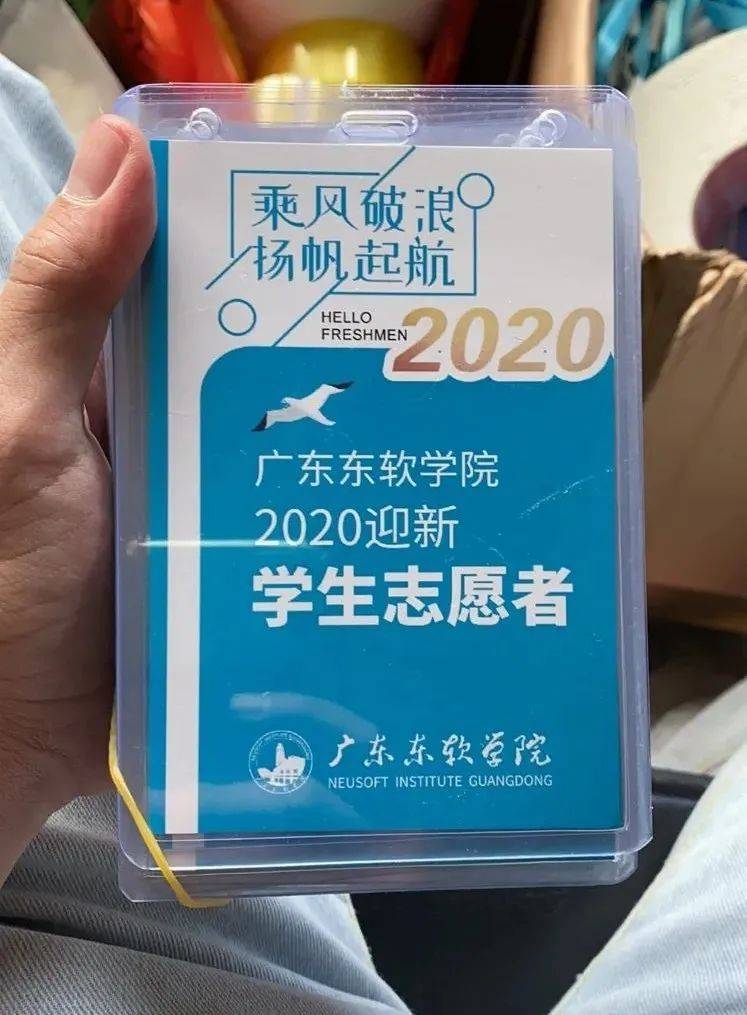 乘风破浪
扬帆起航
HELLO
FRESHMEN
2020
广东东软学院
2020迎新
学生志愿者
广东东软学院
NEUSOFT INSTITUTE GUANGDONG